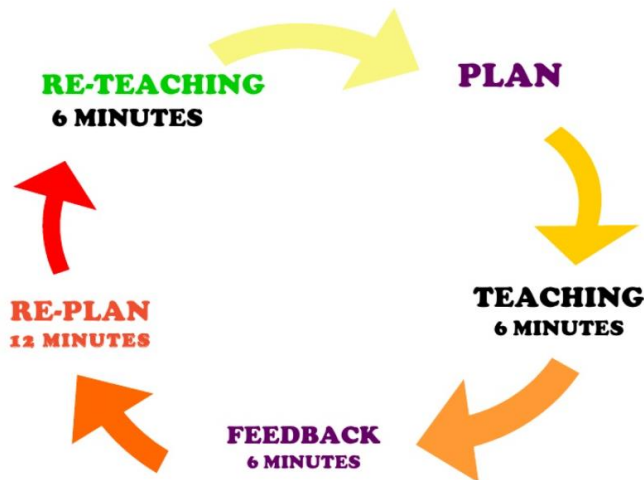 PLAN
TEACHING
6 MINUTES
FEEDBACK
6 MINUTES
RE-PLAN
12 MINUTES
RE-TEACHING
6 MINUTES